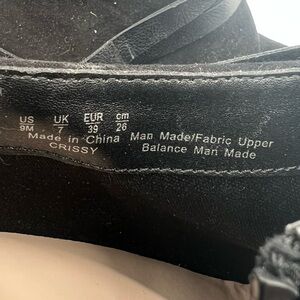 US UK EUR cm
9M 7 39 26
Made in China Man Made/Fabric Upper
CRISSY Balance Man Made